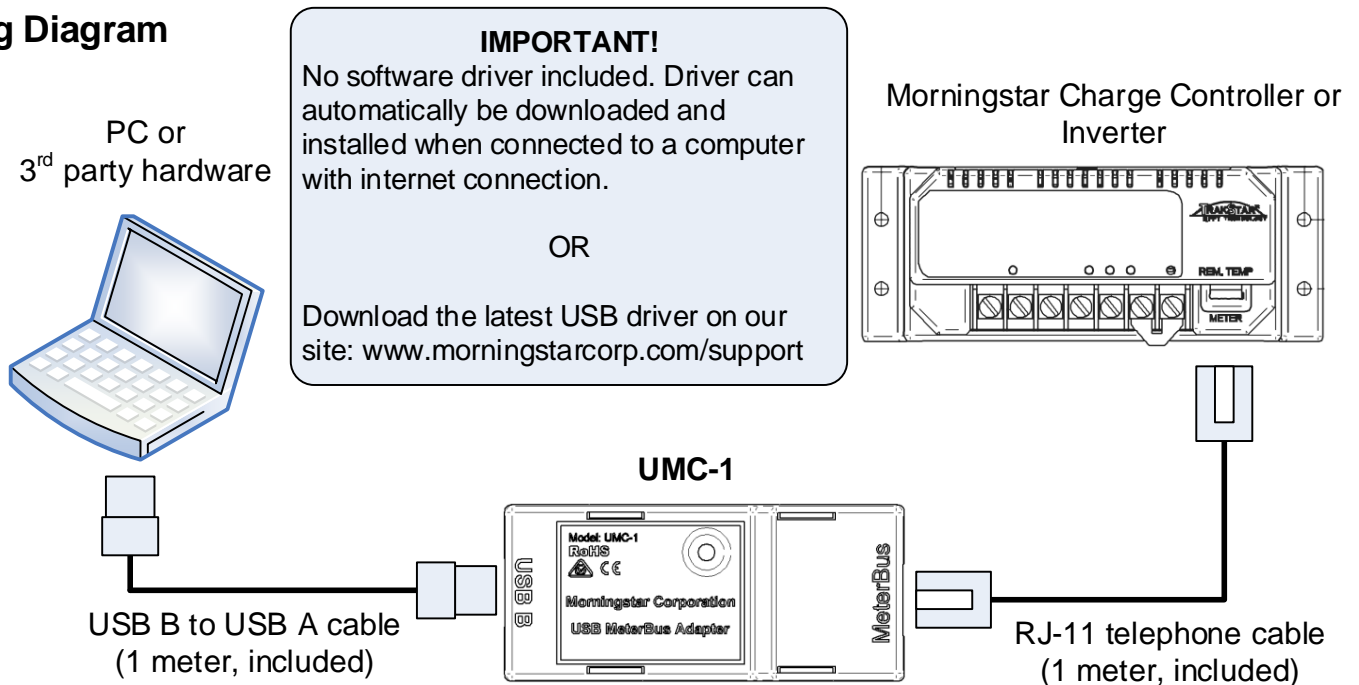 g Diagram
IMPORTANT!
No software driver included. Driver can
automatically be downloaded and
installed when connected to a computer
with internet connection.
OR
Download the latest USB driver on our
site: www.morningstarcorp.com/support
PC or
3rd party hardware
Morningstar Charge Controller or
Inverter
TRAKSTAR
MPPT TECHNOLOGY
REM. TEMP
METER
UMC-1
USB B
Model: UMC-1
RoHS
CE
Morningstar Corporation
USB MeterBus Adapter
MeterBus
USB B to USB A cable
(1 meter, included)
RJ-11 telephone cable
(1 meter, included)